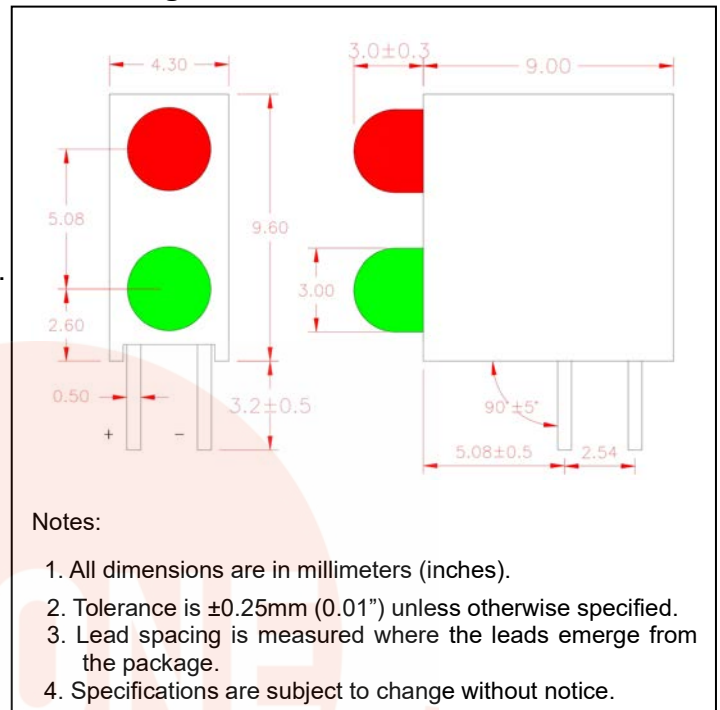 4.30
3.0±0.3
9.00
5.08
9.60
2.60
3.00
0.50
3.2±0.5
90°±5°
+ -
5.08±0.5
2.54
Notes:
1. All dimensions are in millimeters (inches).
2. Tolerance is ±0.25mm (0.01”) unless otherwise specified.
3. Lead spacing is measured where the leads emerge from
the package.
4. Specifications are subject to change without notice.